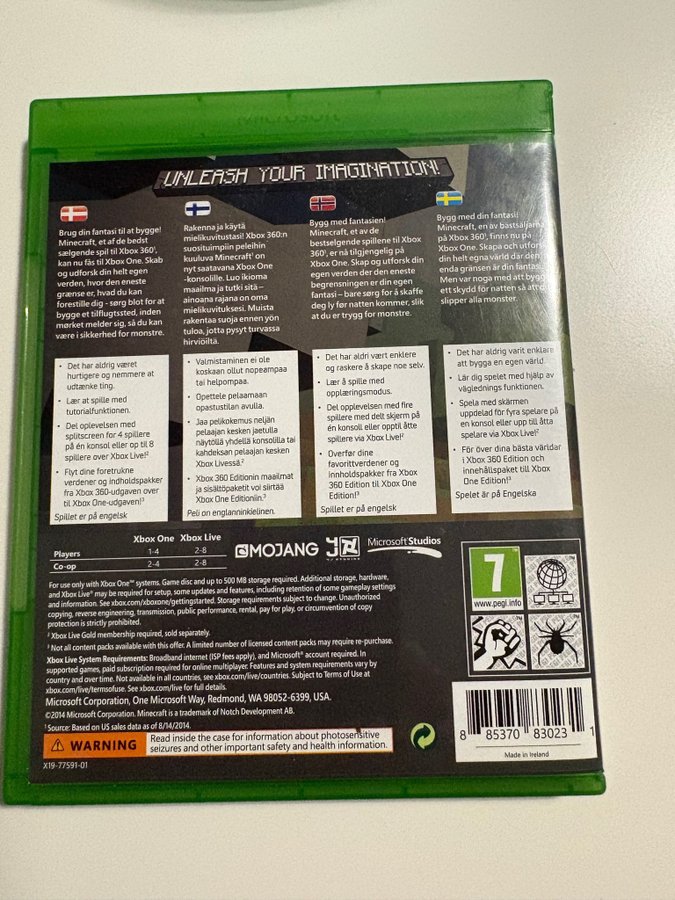 MICROSOFT
UNLEASH YOUR IMAGINATION!
Brug din fantasi til at bygge!
Minecraft, et af de bedst
sælgende spil til Xbox 360¹,
kan nu fås til Xbox One. Skab
og udforsk din helt egen
verden, hvor den eneste
grænse er, hvad du kan
forestille dig - sørg blot for at
bygge et tilflugtssted, inden
mørket melder sig, så du kan
være i sikkerhed for monstre.
• Det har aldrig været
hurtigere og nemmere at
udtænke ting.
• Lær at spille med
tutorialfunktionen.
• Del oplevelsen med
splitscreen for 4 spillere
på én konsol eller op til 8
spillere over Xbox Live!²
• Flyt dine foretrukne
verdener og indholdspakker
fra Xbox 360-udgaven over
til Xbox One-udgaven!³
Spillet er på engelsk
Rakenna ja käytä
mielikuvitustasi! Xbox 360:n
suosituimpiin peleihin
kuuluva Minecraft¹ on
nyt saatavana Xbox One
-konsolille. Luo ikioma
maailma ja tutki sitä –
ainoana rajana on oma
mielikuvituksesi. Muista
rakentaa suoja ennen yön
tuloa, jotta pysyt turvassa
hirviöiltä.
• Valmistaminen ei ole
koskaan ollut nopeampaa
tai helpompaa.
• Opettele pelaamaan
opastustilan avulla.
• Jaa pelikokemus neljän
pelaajan kesken jaetulla
näytöllä yhdellä konsolilla tai
kahdeksan pelaajan kesken
Xbox Livessä.²
• Xbox 360 Editionin maailmat
ja sisältöpaketit voi siirtää
Xbox One Editioniin.³
Peli on englanninkielinen.
Bygg med fantasien!
Minecraft, et av de
bestselgende spillene til Xbox
360¹, er nå tilgjengelig på
Xbox One. Skap og utforsk din
egen verden der den eneste
begrensningen er din egen
fantasi – bare sørg for å skaffe
deg ly før natten kommer, slik
at du er trygg for monstre.
• Det har aldri vært enklere
og raskere å skape noe selv.
• Lær å spille med
opplæringsmodus.
• Del opplevelsen med fire
spillere med delt skjerm på
én konsoll eller opptil åtte
spillere via Xbox Live!²
• Overfør dine
favorittverdener og
innholdspakker fra Xbox
360 Edition til Xbox One
Edition!³
Spillet er på engelsk
Bygg med din fantasi!
Minecraft, en av bästsäljarna
på Xbox 360¹, finns nu på
Xbox One. Skapa och utforska
din helt egna värld där den
enda gränsen är din fantasi.
Men var noga med att bygga
ett skydd för natten så att du
slipper alla monster.
• Det har aldrig varit enklare
att bygga en egen värld.
• Lär dig spelet med hjälp av
vägledningsfunktionen.
• Spela med skärmen
uppdelad för fyra spelare på
en konsol eller upp till åtta
spelare via Xbox Live!²
• För över dina bästa världar
i Xbox 360 Edition och
innehållspaket till Xbox
One Edition!³
Spelet är på Engelska
Xbox One Xbox Live
Players 1-4 2-8
Co-op 2-4 2-8
MOJANG
4J STUDIOS
Microsoft Studios
For use only with Xbox One™ systems. Game disc and up to 500 MB storage required. Additional storage, hardware,
and Xbox Live² may be required for setup, some updates and features, including retention of some gameplay settings
and information. See xbox.com/xboxone/gettingstarted. Storage requirements subject to change. Unauthorized
copying, reverse engineering, transmission, public performance, rental, pay for play, or circumvention of copy
protection is strictly prohibited.
² Xbox Live Gold membership required, sold separately.
³ Not all content packs available with this offer. A limited number of licensed content packs may require re-purchase.
Xbox Live System Requirements: Broadband internet (ISP fees apply), and Microsoft® account required. In
supported games, paid subscription required for online multiplayer. Features and system requirements vary by
country and over time. Not available in all countries, see xbox.com/live/countries. Subject to Terms of Use at
xbox.com/live/termsofuse. See xbox.com/live for full details.
Microsoft Corporation, One Microsoft Way, Redmond, WA 98052-6399, USA.
©2014 Microsoft Corporation. Minecraft is a trademark of Notch Development AB.
¹ Source: Based on US sales data as of 8/14/2014.
WARNING
Read inside the case for information about photosensitive
seizures and other important safety and health information.
X19-77591-01
7
www.pegi.info
8 85370 83023 1
Made in Ireland